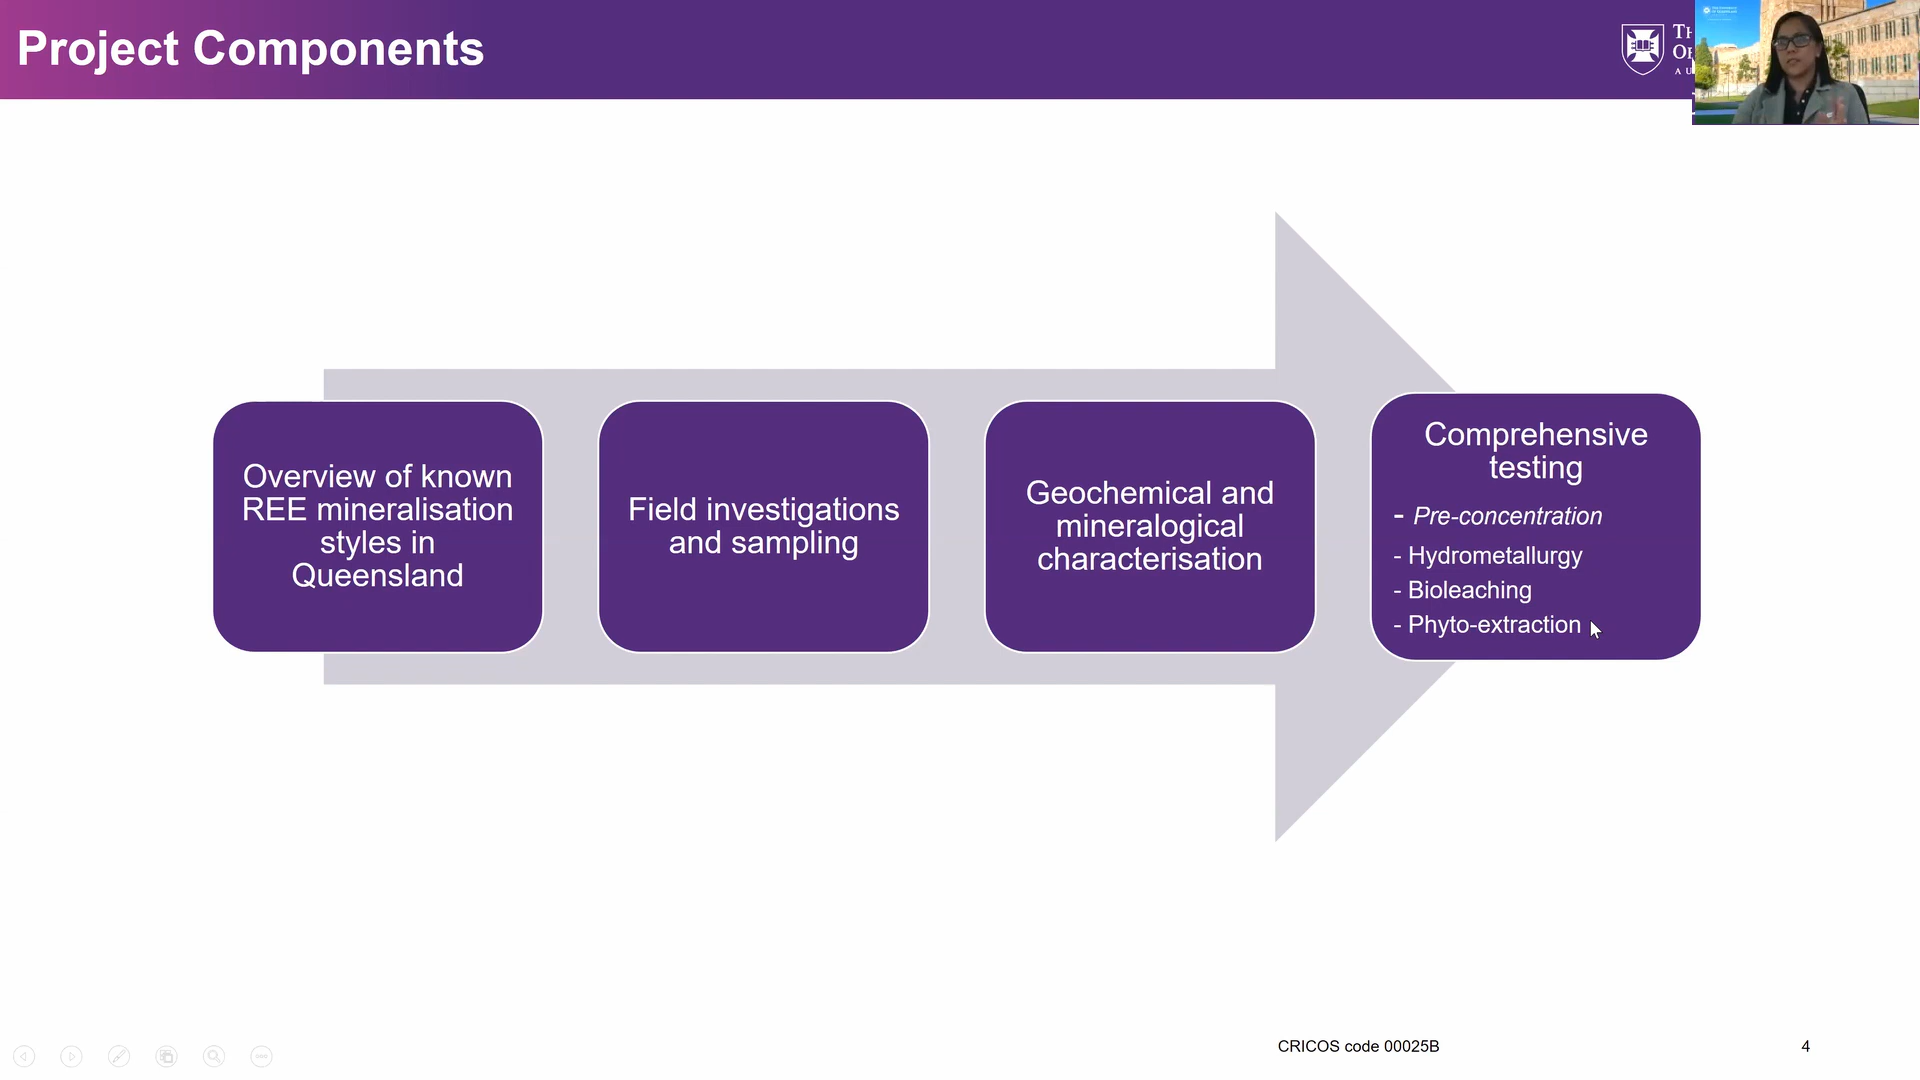 Project Components
Overview of known
REE mineralisation
styles in
Queensland
Field investigations
and sampling
Geochemical and
mineralogical
characterisation
Comprehensive
testing
- Pre-concentration
- Hydrometallurgy
- Bioleaching
- Phyto-extraction
CRICOS code 00025B
4